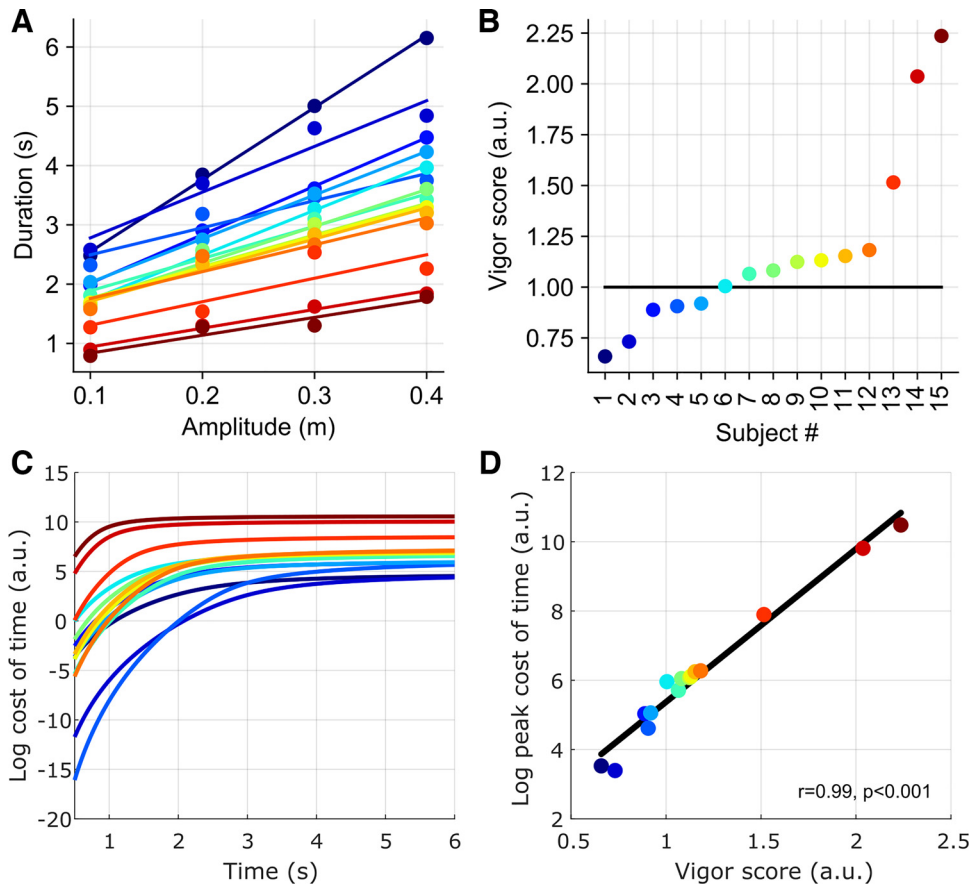 A
Duration (s)
6
5
4
3
2
1
0.1 0.2 0.3 0.4
Amplitude (m)
B
Vigor score (a.u.)
2.25
2.00
1.75
1.50
1.25
1.00
0.75
1 2 3 4 5 6 7 8 9 10 11 12 13 14 15
Subject #
C
Log cost of time (a.u.)
15
10
5
0
-5
-10
-15
-20
1 2 3 4 5 6
Time (s)
D
Log peak cost of time (a.u.)
12
10
8
6
4
2
r=0.99, p<0.001
0.5 1 1.5 2 2.5
Vigor score (a.u.)